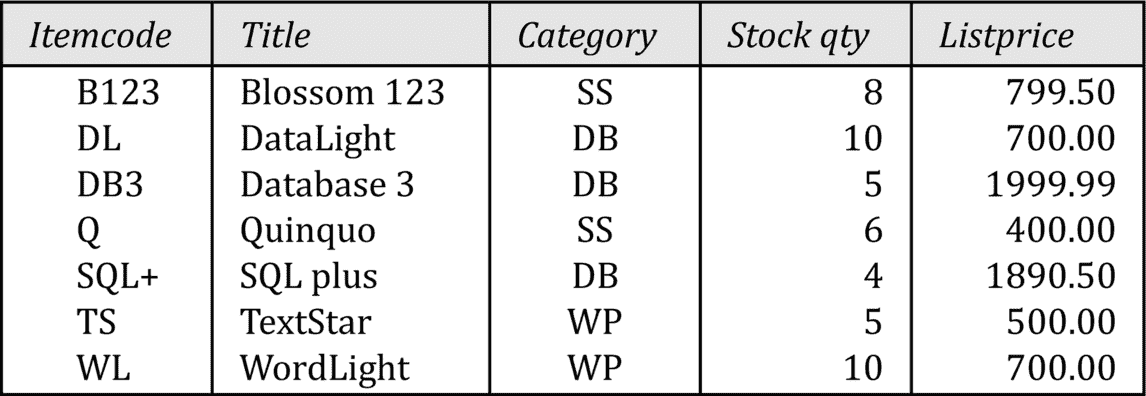 Itemcode Title Category Stock qty Listprice
B123 Blossom 123 SS 8 799.50
DL DataLight DB 10 700.00
DB3 Database 3 DB 5 1999.99
Q Quinquo SS 6 400.00
SQL+ SQL plus DB 4 1890.50
TS TextStar WP 5 500.00
WL WordLight WP 10 700.00